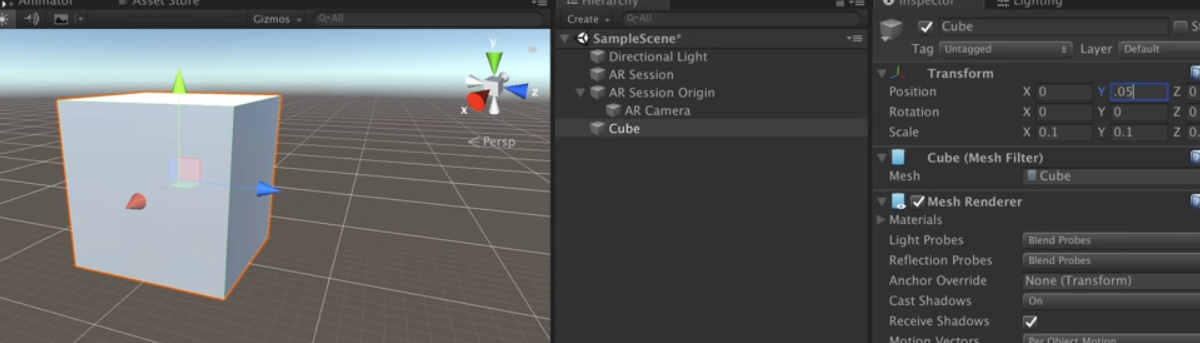 Animator Asset Store
Gizmos All
y
x
z
Persp
Hierarchy
Create All
SampleScene*
Directional Light
AR Session
AR Session Origin
AR Camera
Cube
Inspector Lighting
Cube
Tag Untagged Layer Default
Transform
Position X 0 Y .05 Z 0
Rotation X 0 Y 0 Z 0
Scale X 0.1 Y 0.1 Z 0.
Cube (Mesh Filter)
Mesh Cube
Mesh Renderer
Materials
Light Probes Blend Probes
Reflection Probes Blend Probes
Anchor Override None (Transform)
Cast Shadows On
Receive Shadows
Motion Vectors Per Object Motion